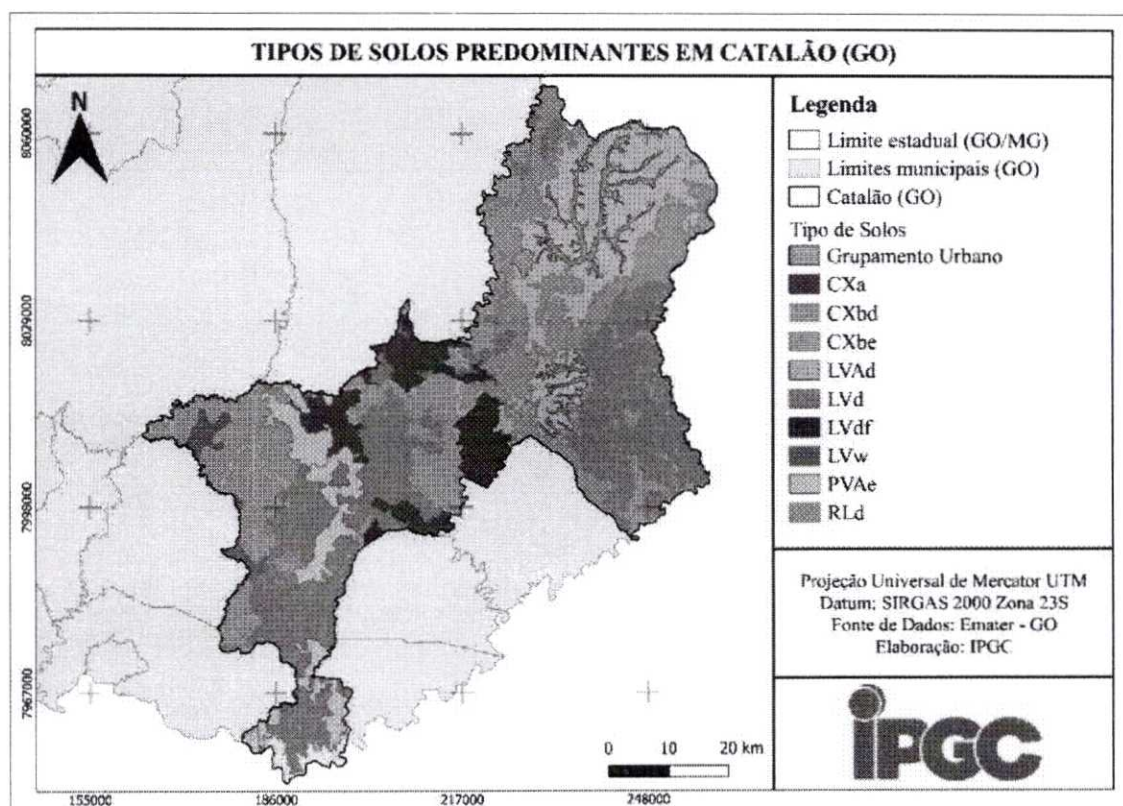 TIPOS DE SOLOS PREDOMINANTES EM CATALÃO (GO)
N
8060000
8029000
7998000
7967000
155000
186000
217000
248000
0 10 20 km
Legenda
Limite estadual (GO/MG)
Limites municipais (GO)
Catalão (GO)
Tipo de Solos
Grupamento Urbano
CXa
CXbd
CXbe
LVAd
LVd
LVdf
LVw
PVAe
RLd
Projeção Universal de Mercator UTM
Datum: SIRGAS 2000 Zona 23S
Fonte de Dados: Emater - GO
Elaboração: IPGC
iPGC